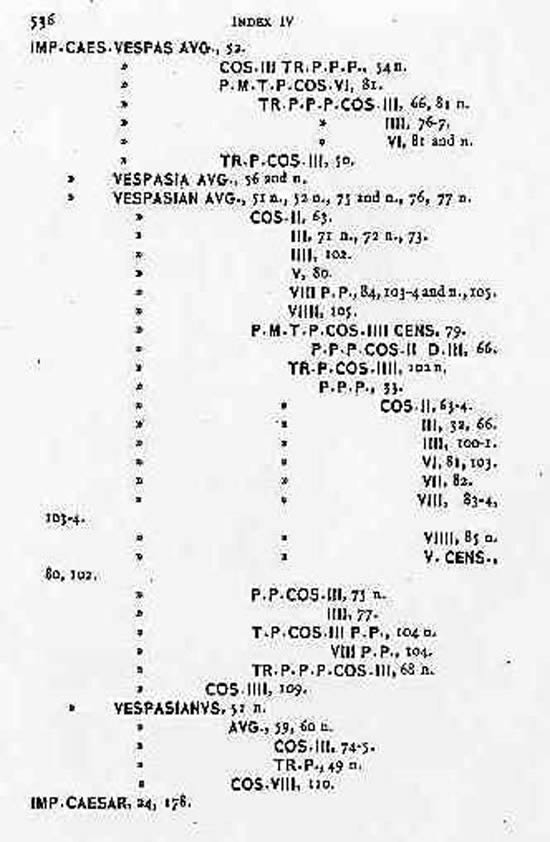 536 INDEX IV
IMP·CAES·VESPAS AVG., 52.
» COS·III TR·P·P·P., 54 n.
» P·M·T·P·COS·VI, 81.
» TR·P·P·P·COS·III, 66, 81 n.
» » IIII, 76-7.
» » VI, 81 and n.
» TR·P·COS·III, 50.
» VESPASIA AVG., 56 and n.
» VESPASIAN AVG., 51 n., 52 n., 75 and n., 76, 77 n.
» COS·II, 63.
» III, 71 n., 72 n., 73.
» IIII, 102.
» V, 80.
» VIII P.P., 84, 103-4 and n., 105.
» VIIII, 105.
» P·M·T·P·COS·IIII CENS, 79.
» P·P·P·COS·II D.III, 66.
» TR·P·COS·IIII, 102 n.
» P·P·P., 33.
» » COS·II, 63-4.
» » III, 32, 66.
» » IIII, 100-1.
» » VI, 81, 103.
» » VII, 82.
» » VIII, 83-4,
103-4.
» » VIIII, 85 n.
» » V. CENS.,
80, 102.
» P·P·COS·III, 73 n.
» IIII, 77.
» T·P·COS·III P.P., 104 n.
» VIII P.P., 104.
» TR·P·P·P·COS·III, 68 n.
» COS·IIII, 109.
» VESPASIANVS, 51 n.
» AVG., 59, 60 n.
» COS·III, 74-5.
» TR·P., 49 n.
» COS·VIII, 110.
IMP·CAESAR, 24, 178.